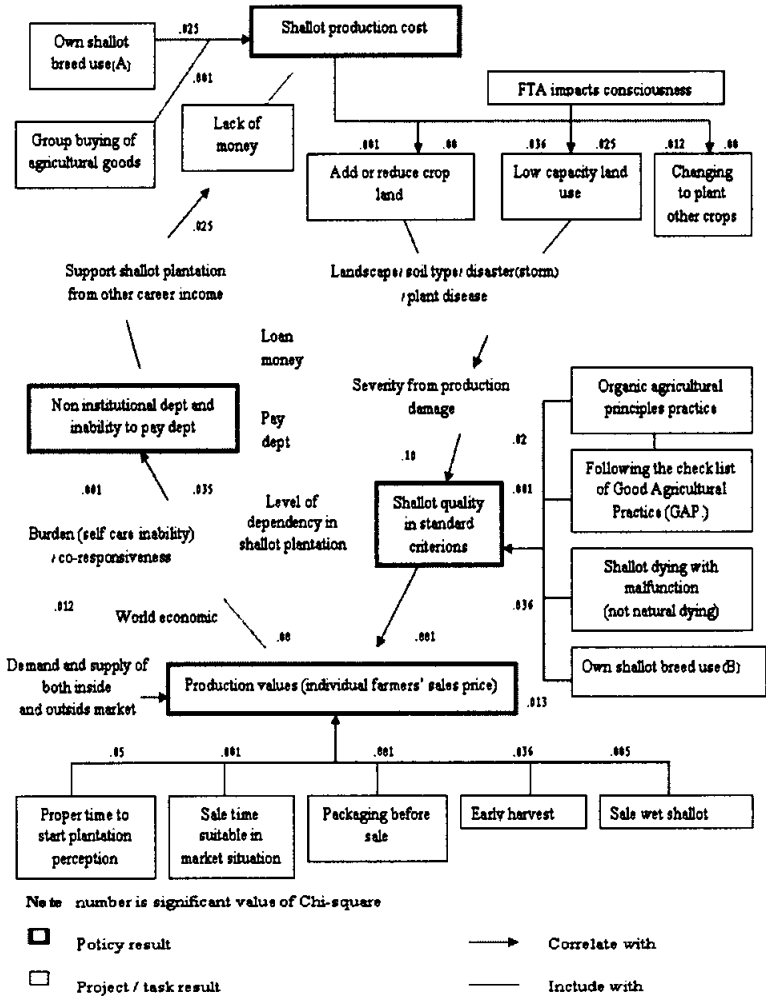 Shallot production cost
.025
Own shallot
breed use(A)
.001
FTA impacts consciousness
Group buying of
agricultural goods
Lack of
money
.001
.00
.036
.025
.012
.00
Add or reduce crop
land
Low capacity land
use
Changing
to plant
other crops
.025
Support shallot plantation
from other career income
Landscape/ soil type/ disaster(storm)
/plant disease
Loan
money
Non institutional dept and
inability to pay dept
Pay
dept
Severity from production
damage
Organic agricultural
principles practice
.02
.10
.001
Following the checklist
of Good Agricultural
Practice (GAP.)
.001
.035
Level of
dependency in
shallot plantation
Shallot quality
in standard
criterions
Burden (self care inability)
/co-responsiveness
Shallot dying with
malfunction
(not natural dying)
.036
.012
World economic
.00
.001
Own shallot breed use(B)
Demand and supply of
both inside
and outsids market
Production values (individual farmers' sales price)
.013
.05
.001
.001
.036
.005
Proper time to
start plantation
perception
Sale time
suitable in
market situation
Packaging before
sale
Early harvest
Sale wet shallot
Note number is significant value of Chi-square
Policy result
Correlate with
Project / task result
Include with